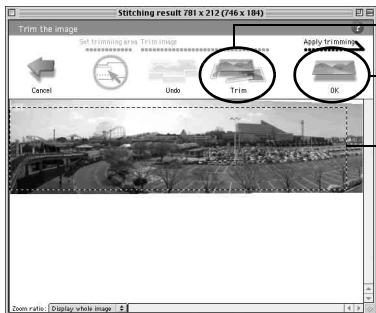 Stitching result 781 x 212 (746 x 184)
Trim the image
Set trimming area Trim image Apply trimming
Cancel Undo Trim OK
Zoom ratio: Display whole image